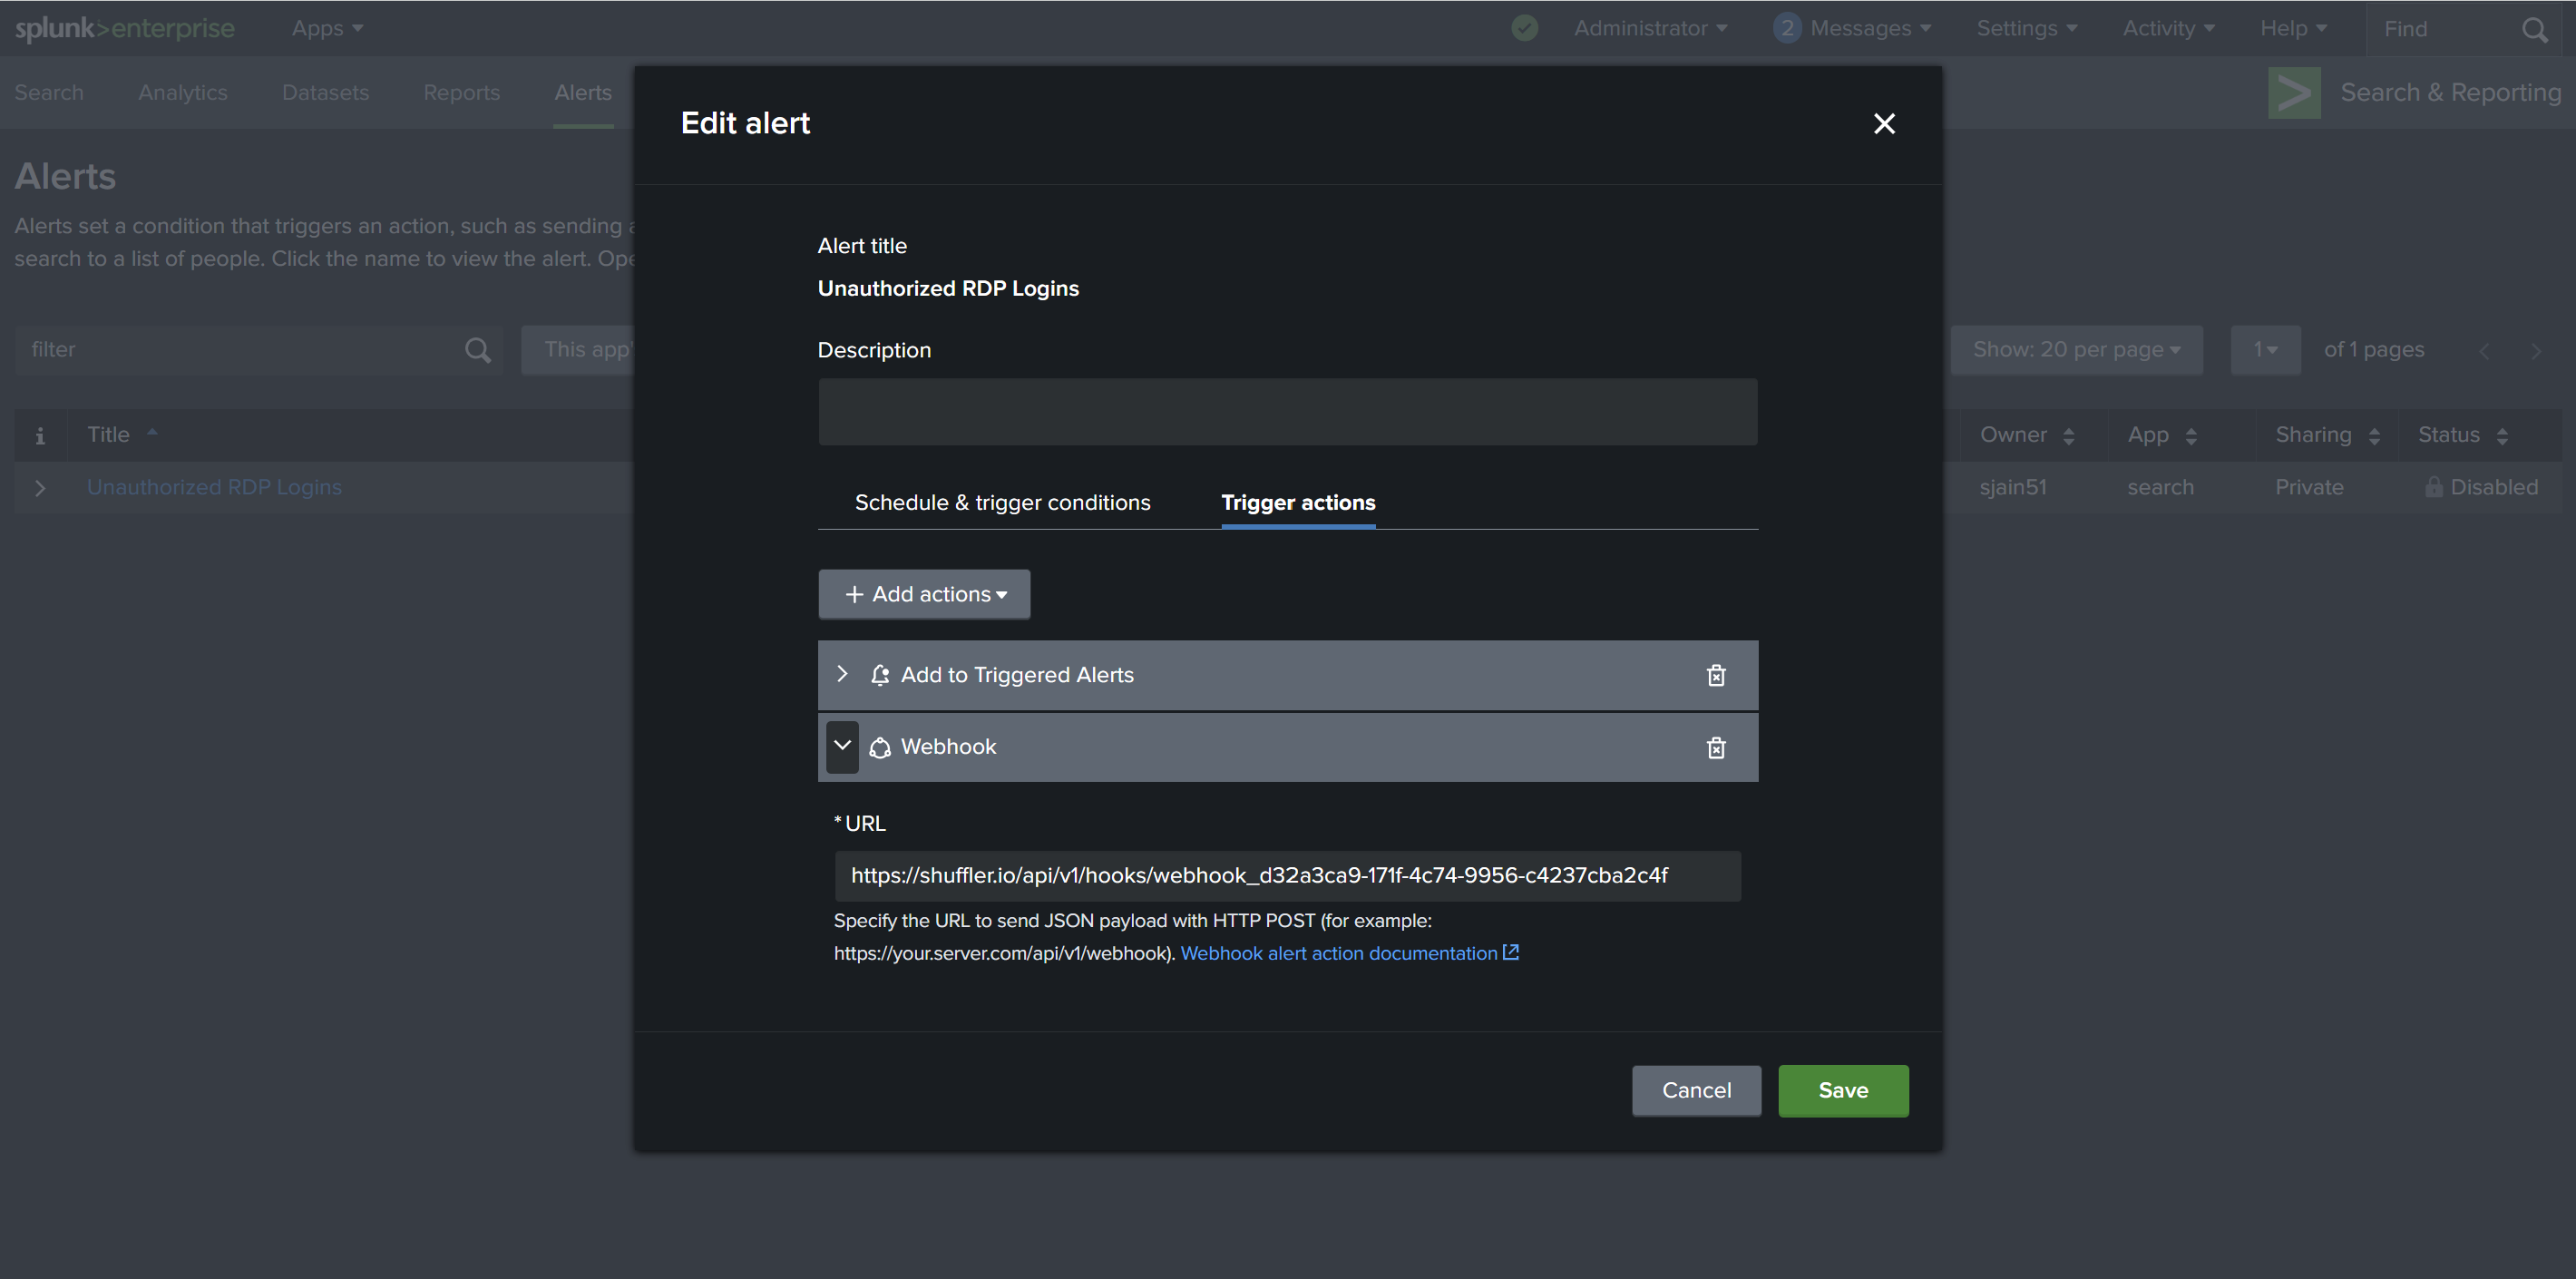 splunk>enterprise Apps Administrator 2 Messages Settings Activity Help Find
Search Analytics Datasets Reports Alerts Search & Reporting
Alerts
Alerts set a condition that triggers an action, such as sending
search to a list of people. Click the name to view the alert. Ope
filter This app' Show: 20 per page 1 of 1 pages
i Title Owner App Sharing Status
Unauthorized RDP Logins sjain51 search Private Disabled
Edit alert
Alert title
Unauthorized RDP Logins
Description
Schedule & trigger conditions Trigger actions
+ Add actions
Add to Triggered Alerts
Webhook
* URL
https://shuffler.io/api/v1/hooks/webhook_d32a3ca9-171f-4c74-9956-c4237cba2c4f
Specify the URL to send JSON payload with HTTP POST (for example:
https://your.server.com/api/v1/webhook). Webhook alert action documentation
Cancel Save